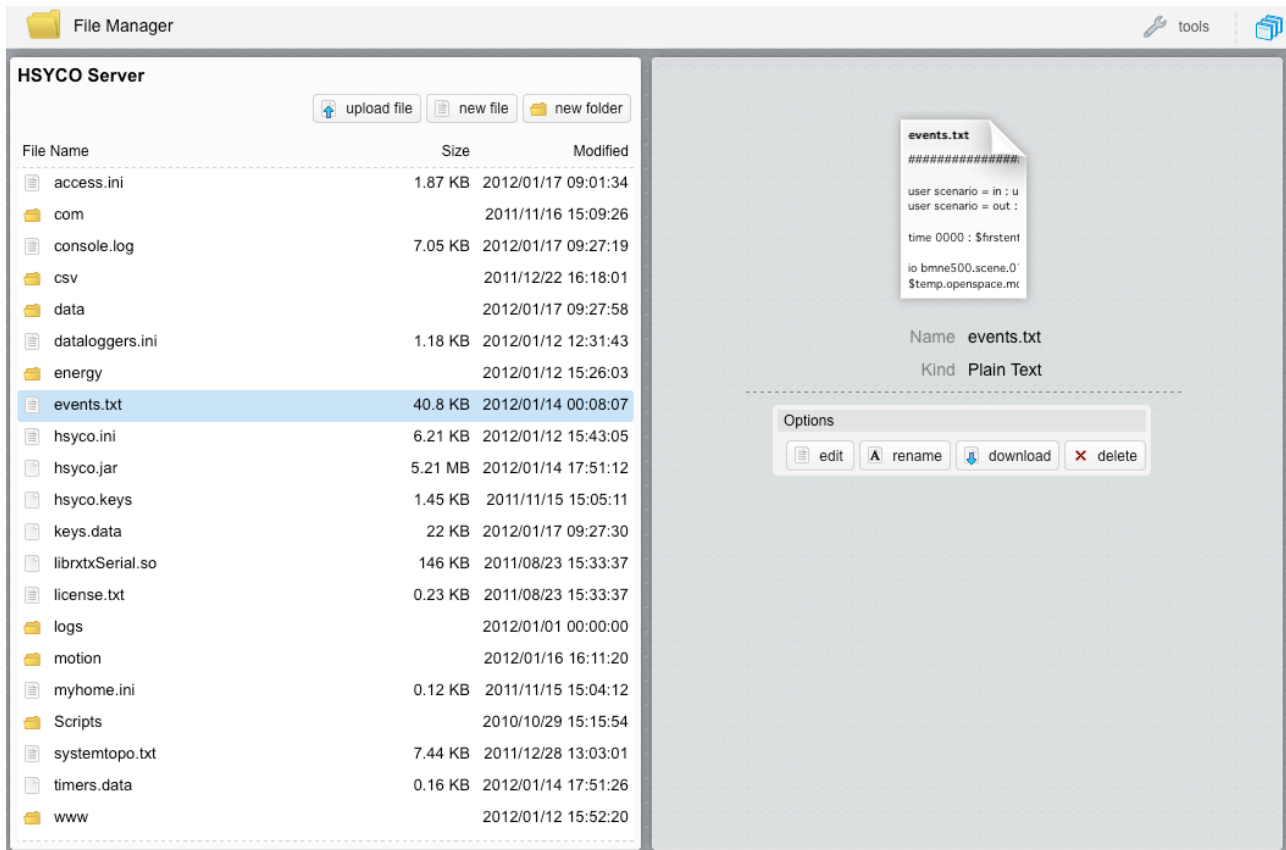 File Manager
tools
HSYCO Server
upload file new file new folder
File Name Size Modified
access.ini 1.87 KB 2012/01/17 09:01:34
com 2011/11/16 15:09:26
console.log 7.05 KB 2012/01/17 09:27:19
csv 2011/12/22 16:18:01
data 2012/01/17 09:27:58
dataloggers.ini 1.18 KB 2012/01/12 12:31:43
energy 2012/01/12 15:26:03
events.txt 40.8 KB 2012/01/14 00:08:07
hsyco.ini 6.21 KB 2012/01/12 15:43:05
hsyco.jar 5.21 MB 2012/01/14 17:51:12
hsyco.keys 1.45 KB 2011/11/15 15:05:11
keys.data 22 KB 2012/01/17 09:27:30
librxtxSerial.so 146 KB 2011/08/23 15:33:37
license.txt 0.23 KB 2011/08/23 15:33:37
logs 2012/01/01 00:00:00
motion 2012/01/16 16:11:20
myhome.ini 0.12 KB 2011/11/15 15:04:12
Scripts 2010/10/29 15:15:54
systemtopo.txt 7.44 KB 2011/12/28 13:03:01
timers.data 0.16 KB 2012/01/14 17:51:26
www 2012/01/12 15:52:20
events.txt
###############
user scenario = in : u
user scenario = out :
time 0000 : $firstent
io bmne500.scene.0
$temp.openspace.mo
Name events.txt
Kind Plain Text
Options
edit A rename download delete